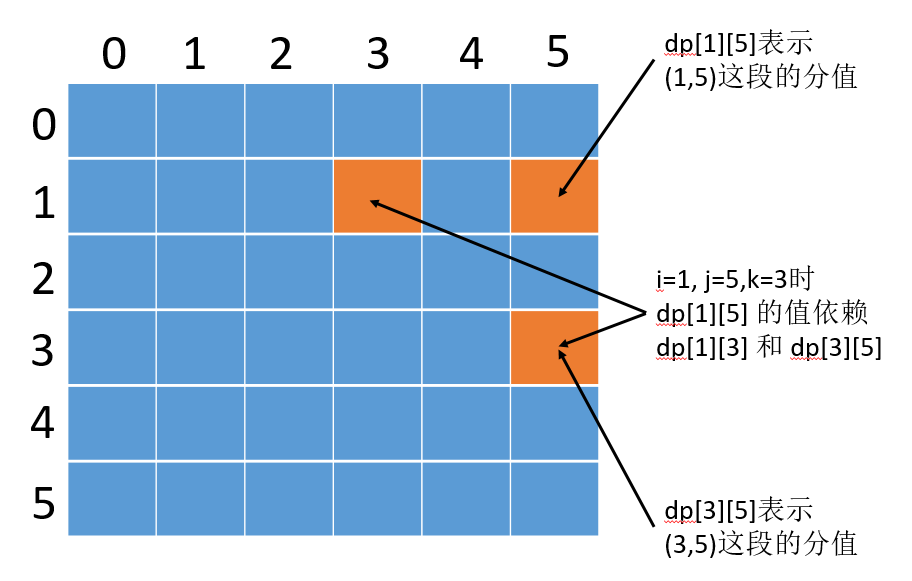 0 1 2 3 4 5
dp[1][5]表示
(1,5)这段的分值
0
1
2
i=1, j=5,k=3时
dp[1][5] 的值依赖
dp[1][3] 和 dp[3][5]
3
4
5
dp[3][5]表示
(3,5)这段的分值